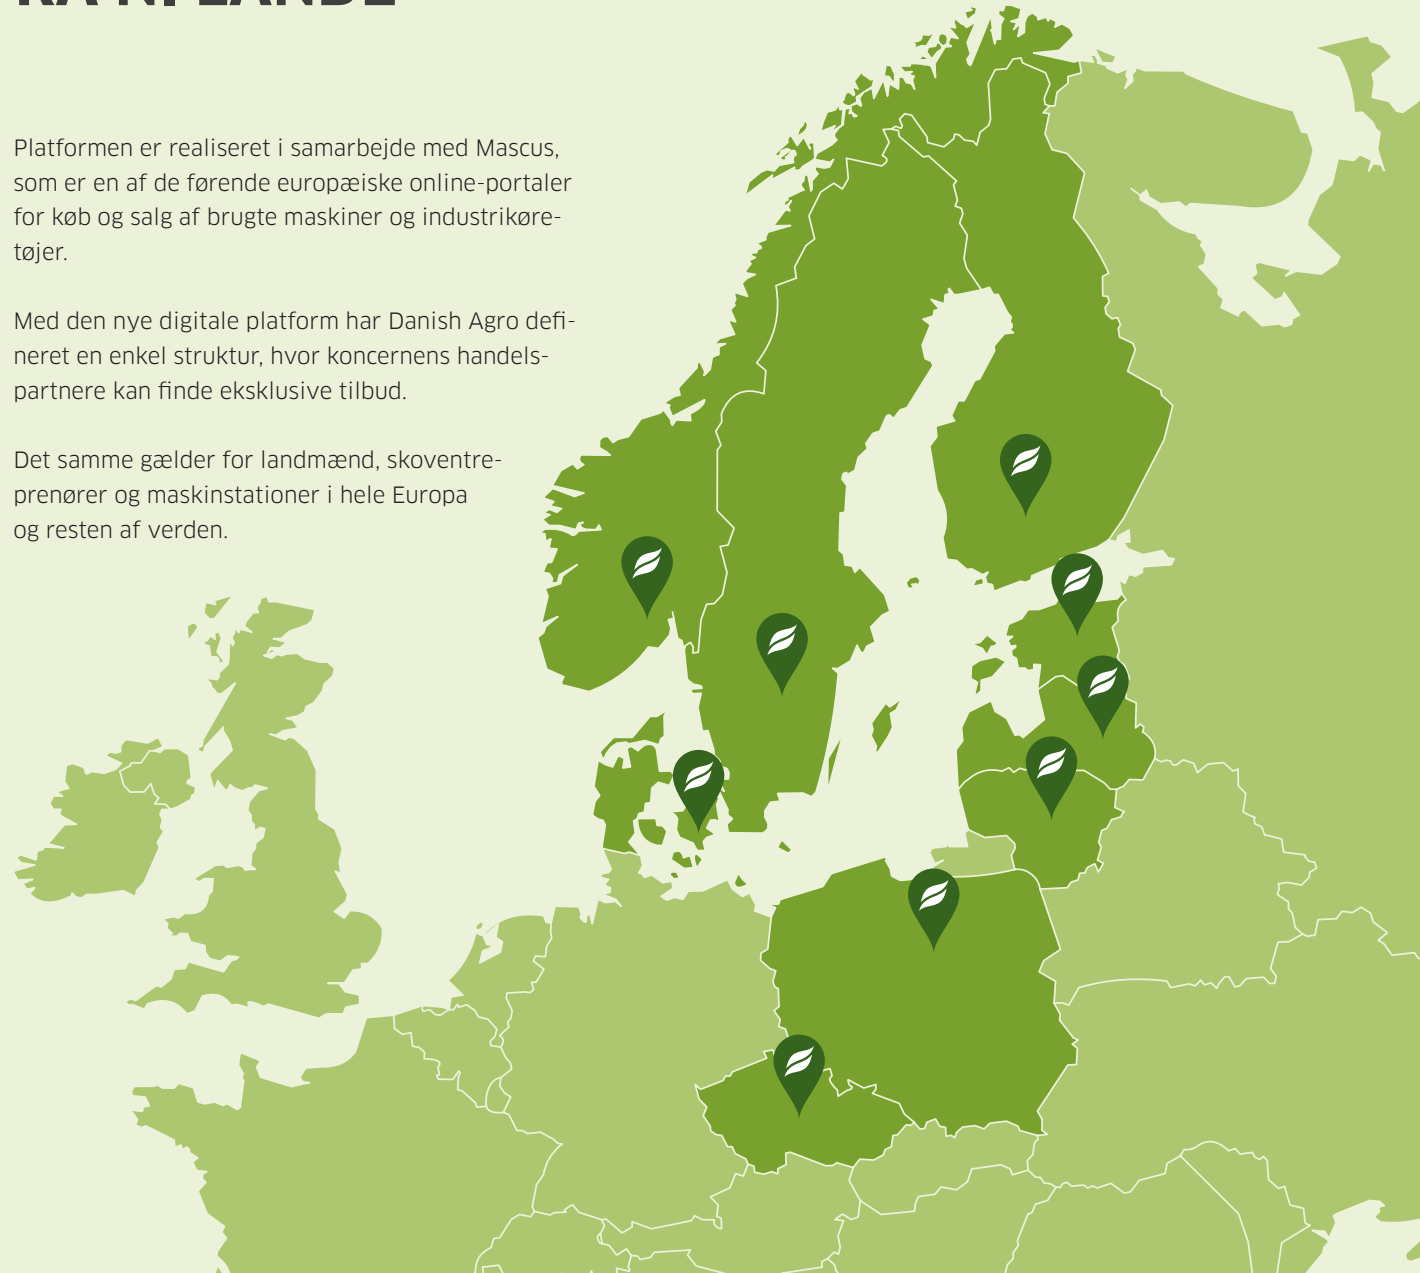 Platformen er realiseret i samarbejde med Mascus,
som er en af de førende europæiske online-portaler
for køb og salg af brugte maskiner og industrikøre-
tøjer.
Med den nye digitale platform har Danish Agro defi-
neret en enkel struktur, hvor koncernens handels-
partnere kan finde eksklusive tilbud.
Det samme gælder for landmænd, skoventre-
prenører og maskinstationer i hele Europa
og resten af verden.